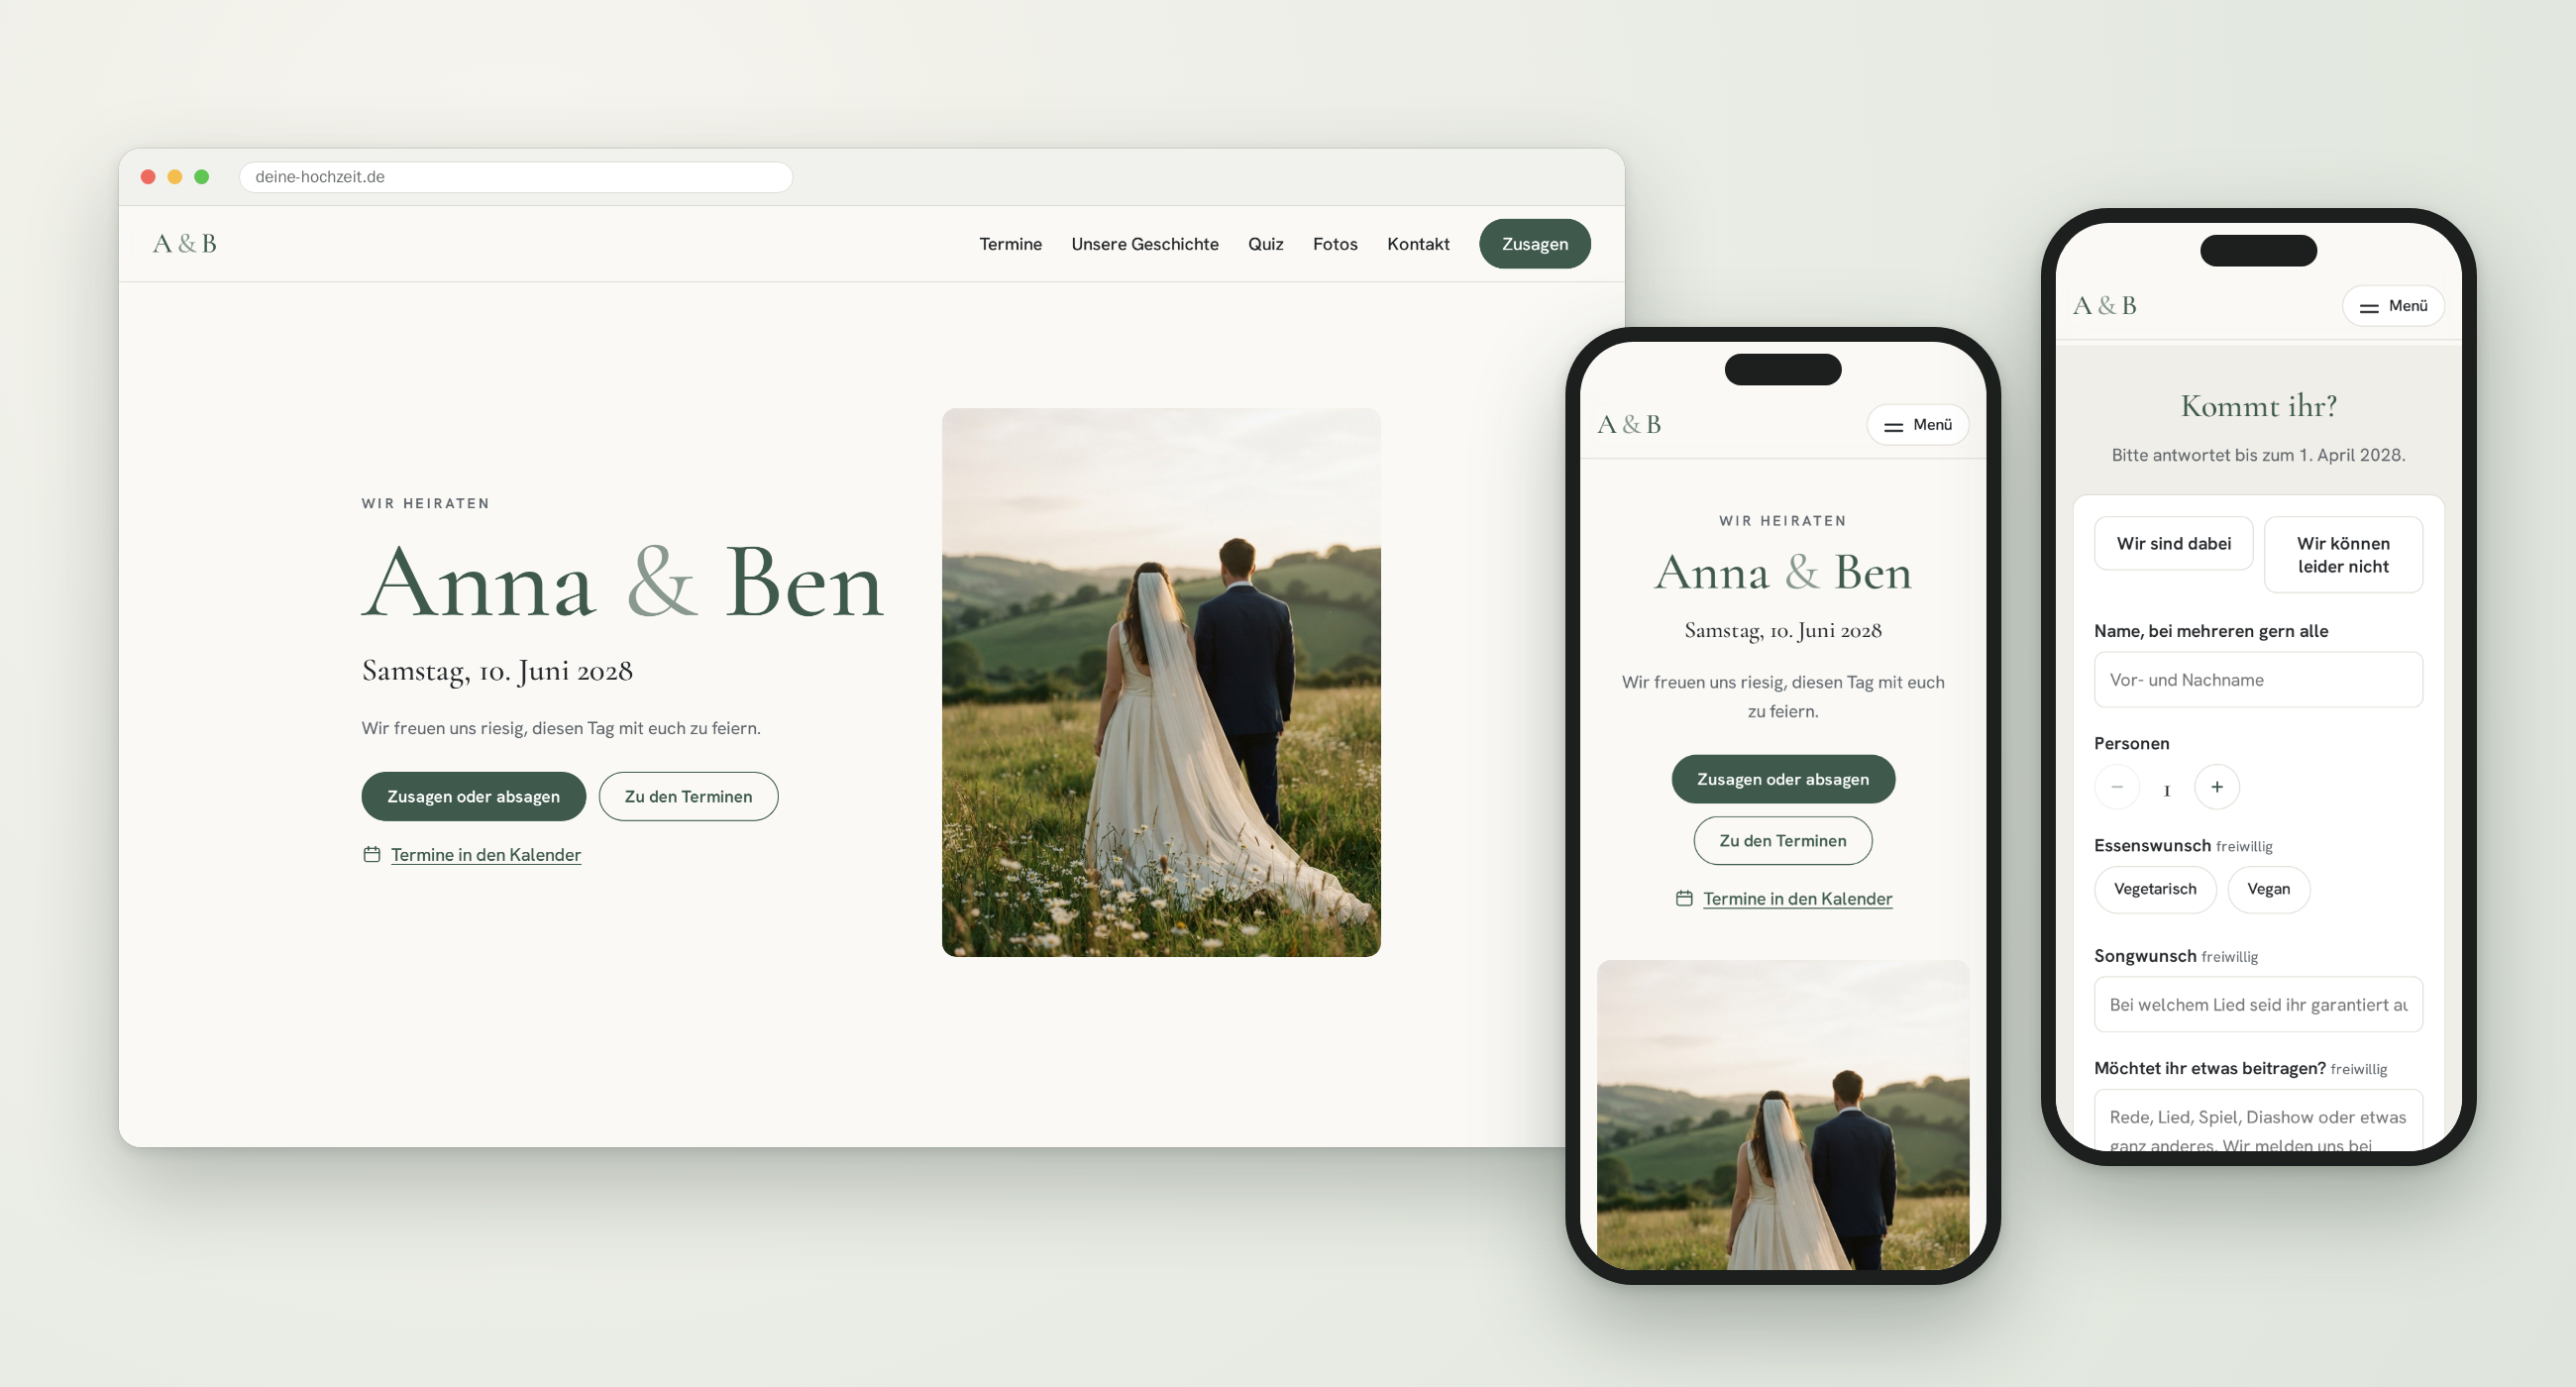 deine-hochzeit.de
A & B
Termine Unsere Geschichte Quiz Fotos Kontakt Zusagen
WIR HEIRATEN
Anna & Ben
Samstag, 10. Juni 2028
Wir freuen uns riesig, diesen Tag mit euch zu feiern.
Zusagen oder absagen Zu den Terminen
Termine in den Kalender
A & B Menü
WIR HEIRATEN
Anna & Ben
Samstag, 10. Juni 2028
Wir freuen uns riesig, diesen Tag mit euch
zu feiern.
Zusagen oder absagen
Zu den Terminen
Termine in den Kalender
A & B Menü
Kommt ihr?
Bitte antwortet bis zum 1. April 2028.
Wir sind dabei
Wir können
leider nicht
Name, bei mehreren gern alle
Vor- und Nachname
Personen
− 1 +
Essenswunsch freiwillig
Vegetarisch Vegan
Songwunsch freiwillig
Bei welchem Lied seid ihr garantiert
Möchtet ihr etwas beitragen? freiwillig
Rede, Lied, Spiel, Diashow oder etwas
ganz anderes. Wir melden uns bei